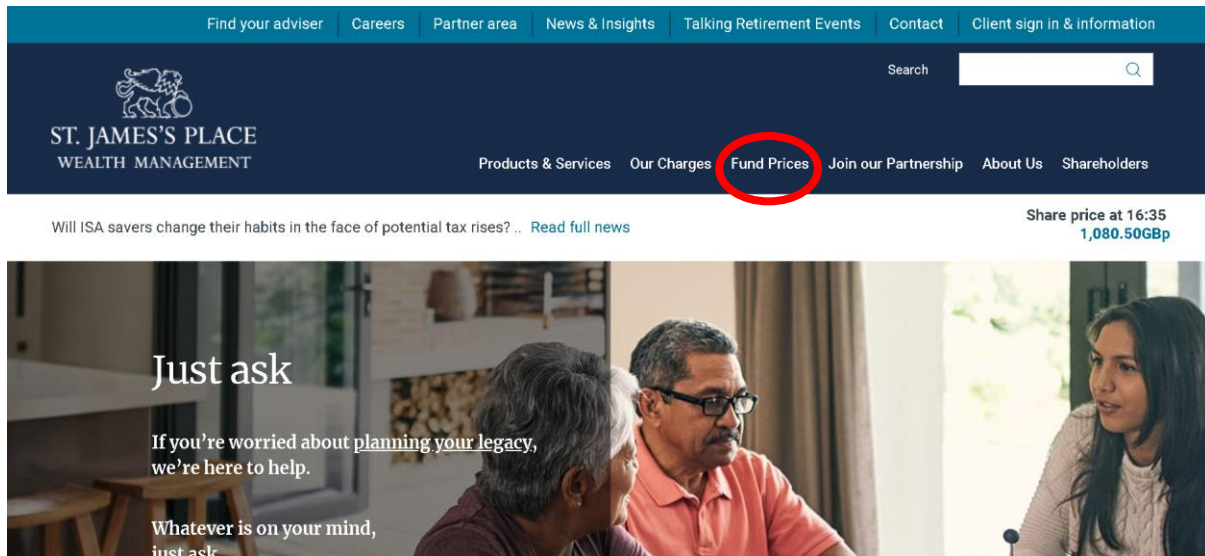 Find your adviser Careers Partner area News & Insights Talking Retirement Events Contact Client sign in & information
Search
ST. JAMES'S PLACE
WEALTH MANAGEMENT
Products & Services Our Charges Fund Prices Join our Partnership About Us Shareholders
Will ISA savers change their habits in the face of potential tax rises? .. Read full news
Share price at 16:35
1,080.50GBp
Just ask
If you're worried about planning your legacy,
we're here to help.
Whatever is on your mind,
just ask